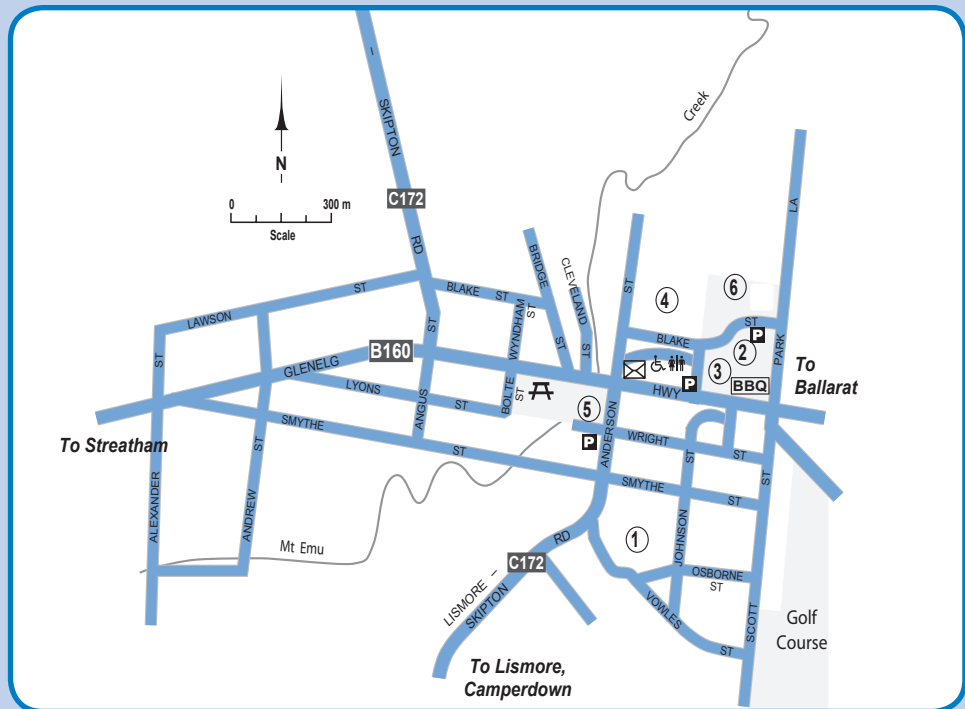 SKIPTON
I
Creek
N
LA
C172
0 300 m
Scale
RD
BRIDGE
ST
CLEVELAND
ST
ST
BLAKE ST
WYNDHAM
ST
4
6
LAWSON ST
BLAKE ST
P
ST
B160
GLENELG
ST
2
PARK
To
Ballarat
3
HWY
P
BBQ
LYONS ST
ANGUS
BOLTE
ST
5
P
ANDERSON
WRIGHT ST
ST
To Streatham
SMYTHE ST
SMYTHE ST
ST
ST
ALEXANDER
ANDREW
JOHNSON
Mt Emu
1
RD
C172
OSBORNE
ST
LISMORE –
SKIPTON
VOWLES ST
SCOTT
Golf
Course
To Lismore,
Camperdown